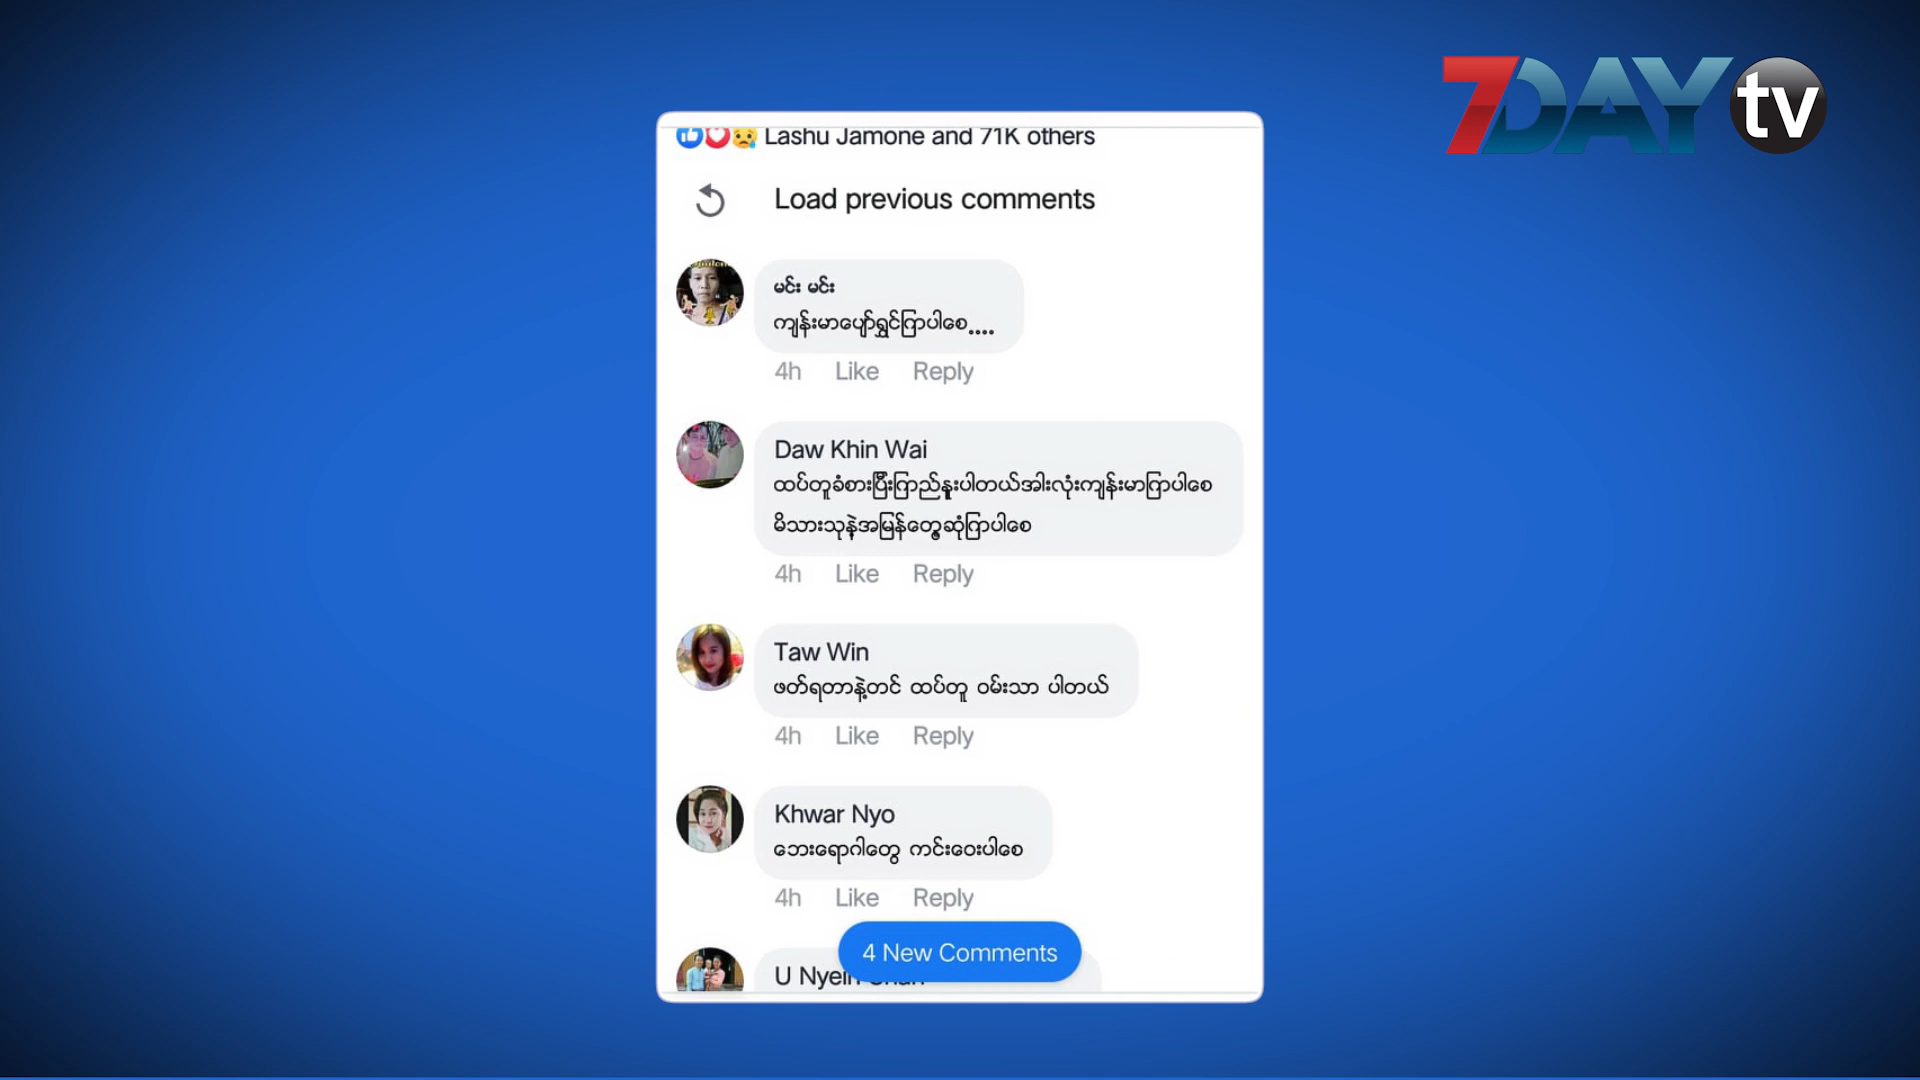 7DAY tv
Lashu Jamone and 71K others
Load previous comments
မင်း မင်း
ကျန်းမာပျော်ရွှင်ကြာပါစေ....
4h Like Reply
Daw Khin Wai
ထပ်တူခံစားပြီးကြာည်နူးပါတယ်အါးလုံးကျန်းမာကြာပါစေ
မိသားသုနဲ့အမြန်တွေ့ဆုံကြာပါစေ
4h Like Reply
Taw Win
ဖတ်ရတာနဲ့တင် ထပ်တူ ဝမ်းသာ ပါတယ်
4h Like Reply
Khwar Nyo
ဘေးရောဂါတွေ ကင်းဝေးပါစေ
4h Like Reply
4 New Comments
U Nyein